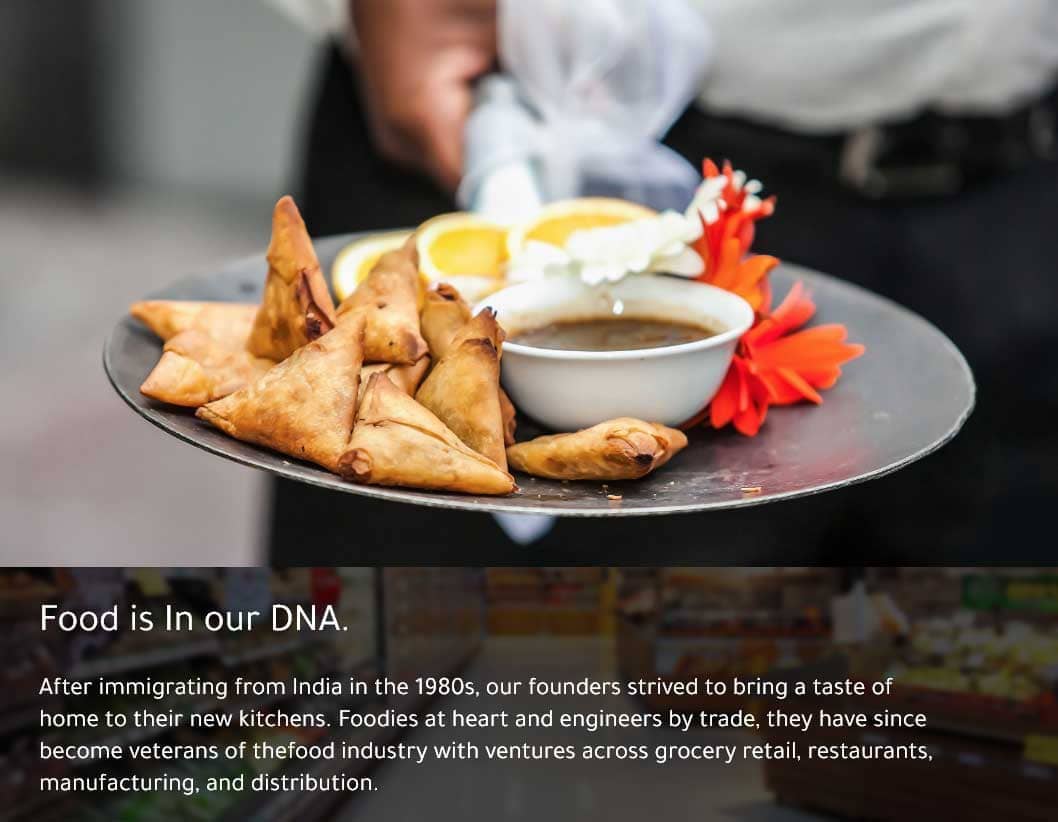 Food is In our DNA.
After immigrating from India in the 1980s, our founders strived to bring a taste of
home to their new kitchens. Foodies at heart and engineers by trade, they have since
become veterans of thefood industry with ventures across grocery retail, restaurants,
manufacturing, and distribution.